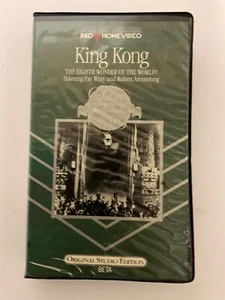 RKO HOMEVIDEO
King Kong
THE EIGHTH WONDER OF THE WORLD!
Starring Fay Wray and Robert Armstrong
ORIGINAL STUDIO EDITION
BETA